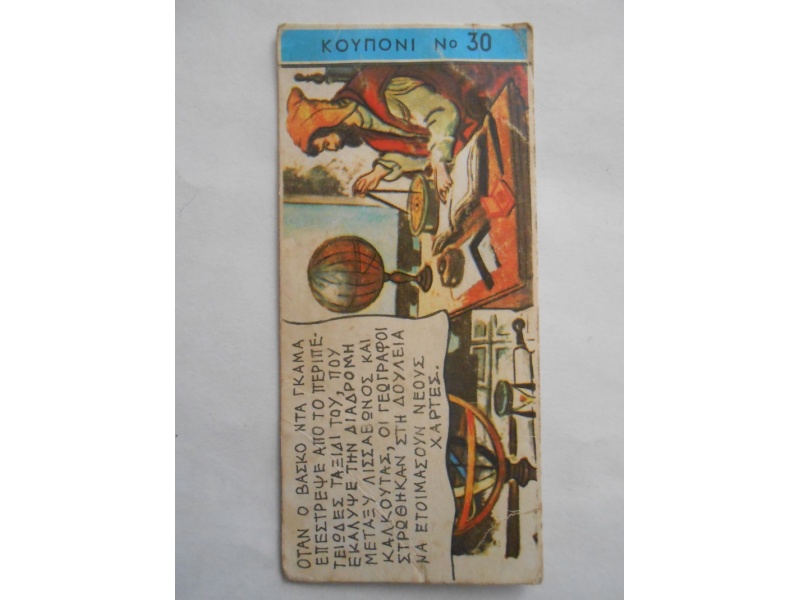 ΚΟΥΠΟΝΙ Νο 30
ΟΤΑΝ Ο ΒΑΣΚΟ ΝΤΑ ΓΚΑΜΑ
ΕΠΕΣΤΡΕΨΕ ΑΠΟ ΤΟ ΠΕΡΙΠΕ-
ΤΕΙΩΔΕΣ ΤΑΞΙΔΙ ΤΟΥ, ΠΟΥ
ΕΚΑΛΥΨΕ ΤΗΝ ΔΙΑΔΡΟΜΗ
ΜΕΤΑΞΥ ΛΙΣΣΑΒΩΝΟΣ ΚΑΙ
ΚΑΛΚΟΥΤΑΣ, ΟΙ ΓΕΩΓΡΑΦΟΙ
ΣΤΡΩΘΗΚΑΝ ΣΤΗ ΔΟΥΛΕΙΑ
ΝΑ ΕΤΟΙΜΑΣΟΥΝ ΝΕΟΥΣ
ΧΑΡΤΕΣ.